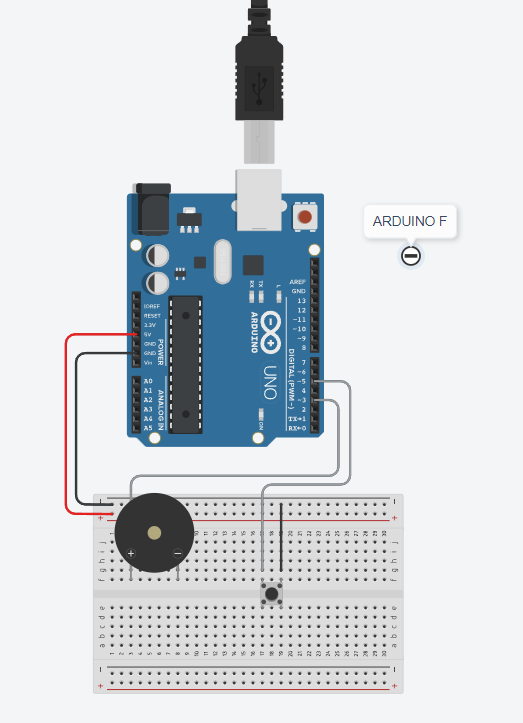 ARDUINO F
AREF
GND
13
12
~11
~10
~9
8
7
~6
~5
4
~3
2
TX→1
RX←0
DIGITAL (PWM~)
IOREF
RESET
3.3V
5V
GND
GND
Vin
POWER
A0
A1
A2
A3
A4
A5
ANALOG IN
RX
TX
L
ARDUINO
UNO
ON
+
−
j
i
h
g
f
e
d
c
b
a